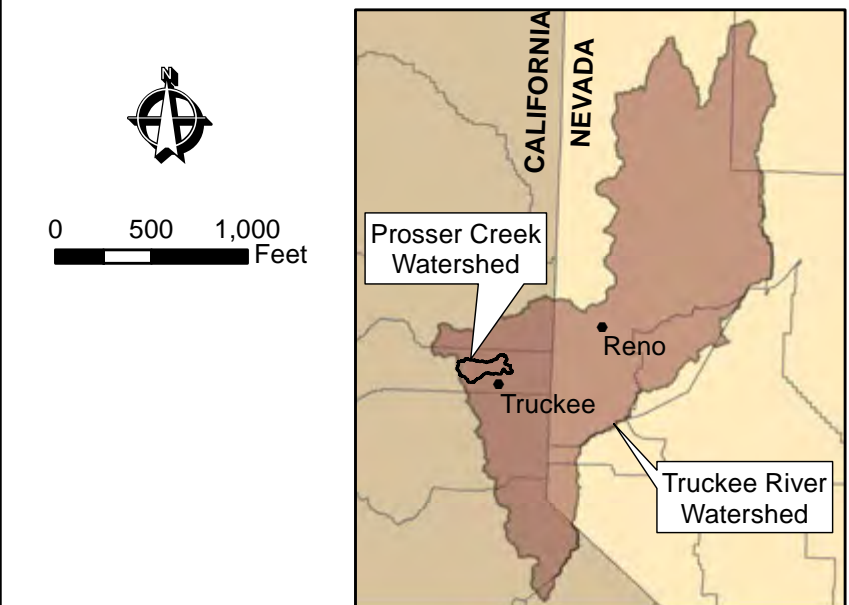 N
0 500 1,000
Feet
CALIFORNIA
NEVADA
Prosser Creek
Watershed
Reno
Truckee
Truckee River
Watershed